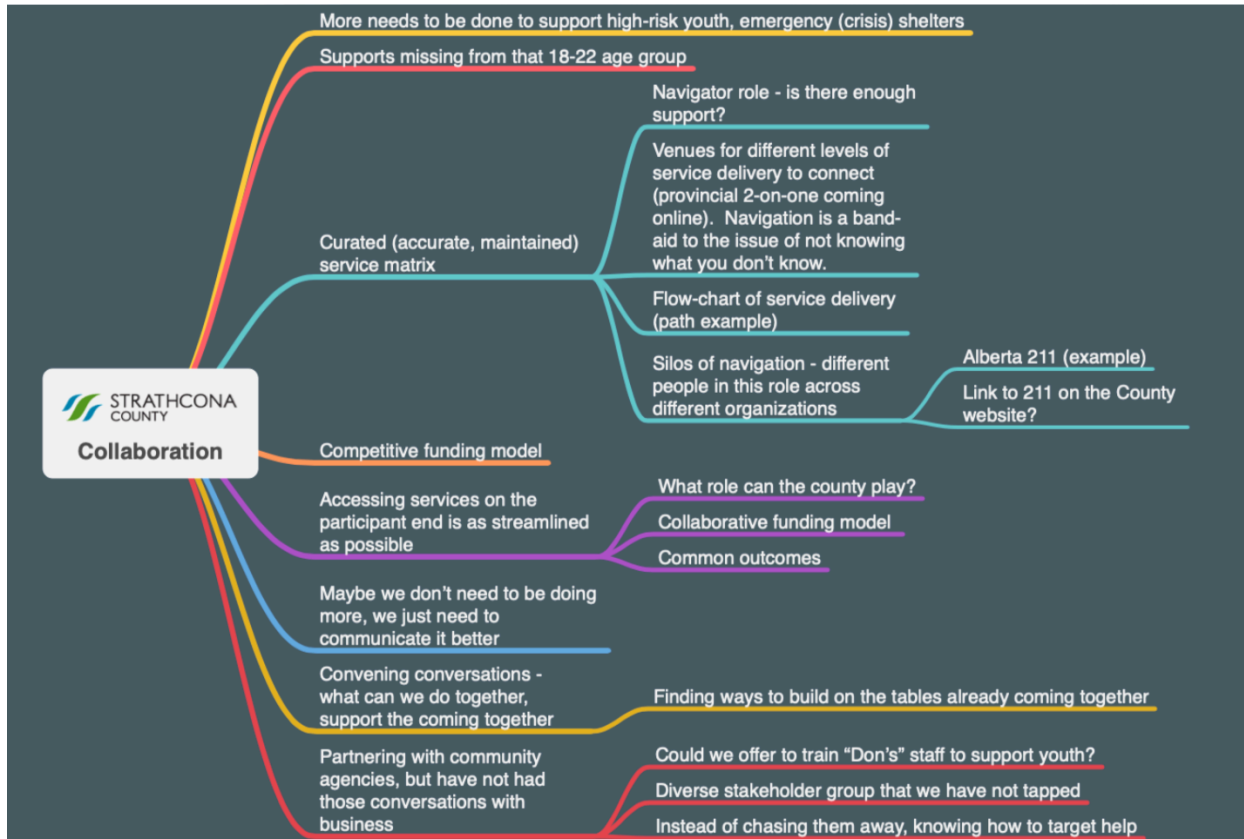 More needs to be done to support high-risk youth, emergency (crisis) shelters
Supports missing from that 18-22 age group
Curated (accurate, maintained)
service matrix
Navigator role - is there enough
support?
Venues for different levels of
service delivery to connect
(provincial 2-on-one coming
online). Navigation is a band-
aid to the issue of not knowing
what you don’t know.
Flow-chart of service delivery
(path example)
Silos of navigation - different
people in this role across
different organizations
Alberta 211 (example)
Link to 211 on the County
website?
STRATHCONA
COUNTY
Collaboration
Competitive funding model
Accessing services on the
participant end is as streamlined
as possible
What role can the county play?
Collaborative funding model
Common outcomes
Maybe we don’t need to be doing
more, we just need to
communicate it better
Convening conversations -
what can we do together,
support the coming together
Finding ways to build on the tables already coming together
Partnering with community
agencies, but have not had
those conversations with
business
Could we offer to train “Don’s” staff to support youth?
Diverse stakeholder group that we have not tapped
Instead of chasing them away, knowing how to target help